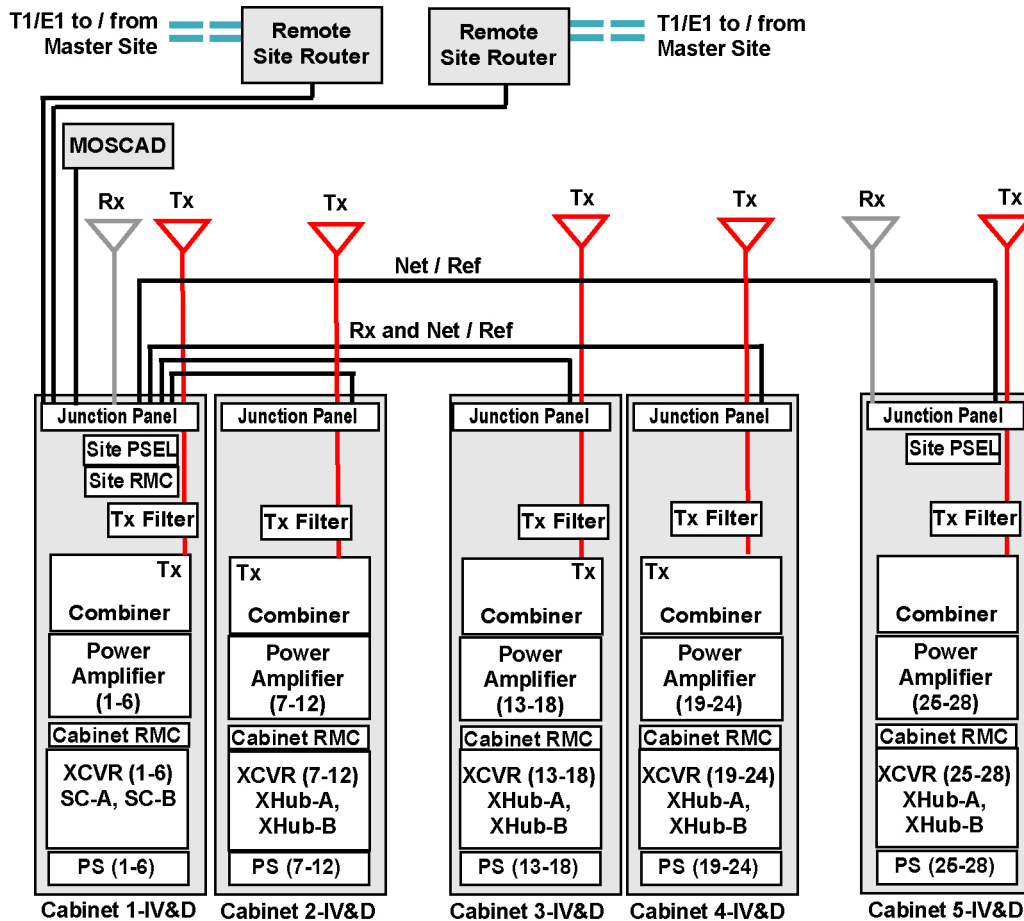 T1/E1 to / from
Master Site
Remote
Site Router
Remote
Site Router
T1/E1 to / from
Master Site
MOSCAD
Rx
Tx
Tx
Tx
Tx
Rx
Tx
Net / Ref
Rx and Net / Ref
Junction Panel
Site PSEL
Site RMC
Tx Filter
Tx
Combiner
Power
Amplifier
(1-6)
Cabinet RMC
XCVR (1-6)
SC-A, SC-B
PS (1-6)
Cabinet 1-IV&D
Junction Panel
Tx Filter
Tx
Combiner
Power
Amplifier
(7-12)
Cabinet RMC
XCVR (7-12)
XHub-A,
XHub-B
PS (7-12)
Cabinet 2-IV&D
Junction Panel
Tx Filter
Tx
Combiner
Power
Amplifier
(13-18)
Cabinet RMC
XCVR (13-18)
XHub-A,
XHub-B
PS (13-18)
Cabinet 3-IV&D
Junction Panel
Tx Filter
Tx
Combiner
Power
Amplifier
(19-24)
Cabinet RMC
XCVR (19-24)
XHub-A,
XHub-B
PS (19-24)
Cabinet 4-IV&D
Junction Panel
Site PSEL
Tx Filter
Combiner
Power
Amplifier
(25-28)
Cabinet RMC
XCVR (25-28)
XHub-A,
XHub-B
PS (25-28)
Cabinet 5-IV&D